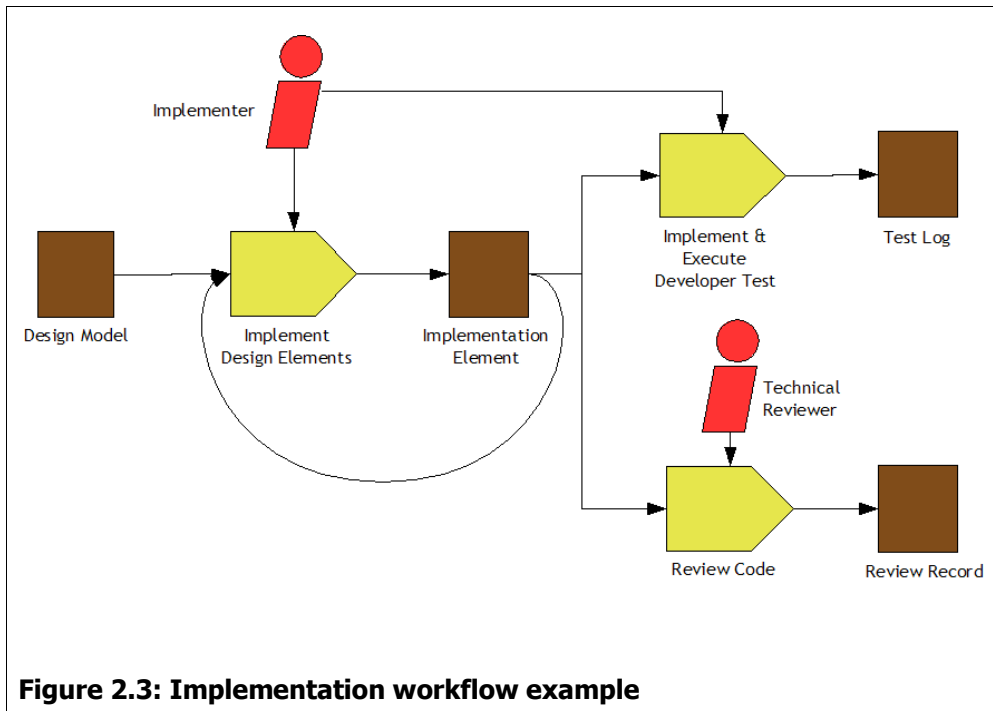 Implementer
Implement &
Execute
Developer Test
Test Log
Design Model
Implement
Design Elements
Implementation
Element
Technical
Reviewer
Review Code
Review Record
Figure 2.3: Implementation workflow example